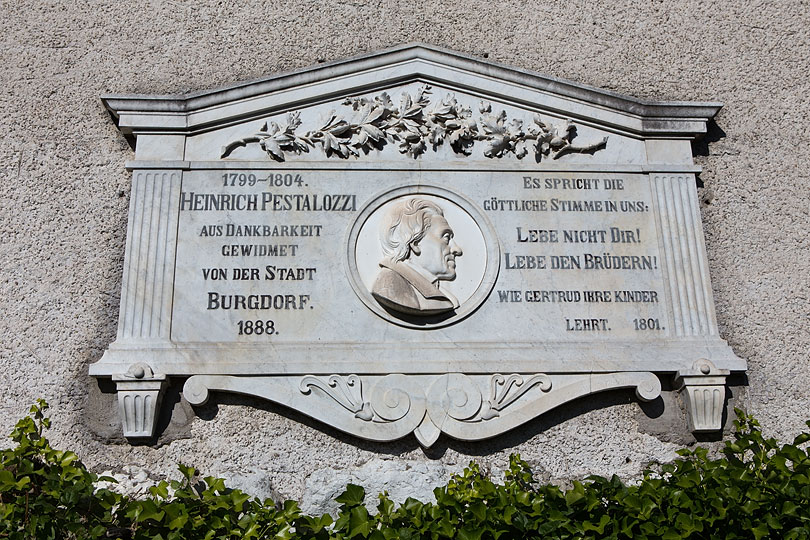 1799–1804.
HEINRICH PESTALOZZI
AUS DANKBARKEIT
GEWIDMET
VON DER STADT
BURGDORF.
1888.
ES SPRICHT DIE
GÖTTLICHE STIMME IN UNS:
LEBE NICHT DIR!
LEBE DEN BRÜDERN!
WIE GERTRUD IHRE KINDER
LEHRT. 1801.